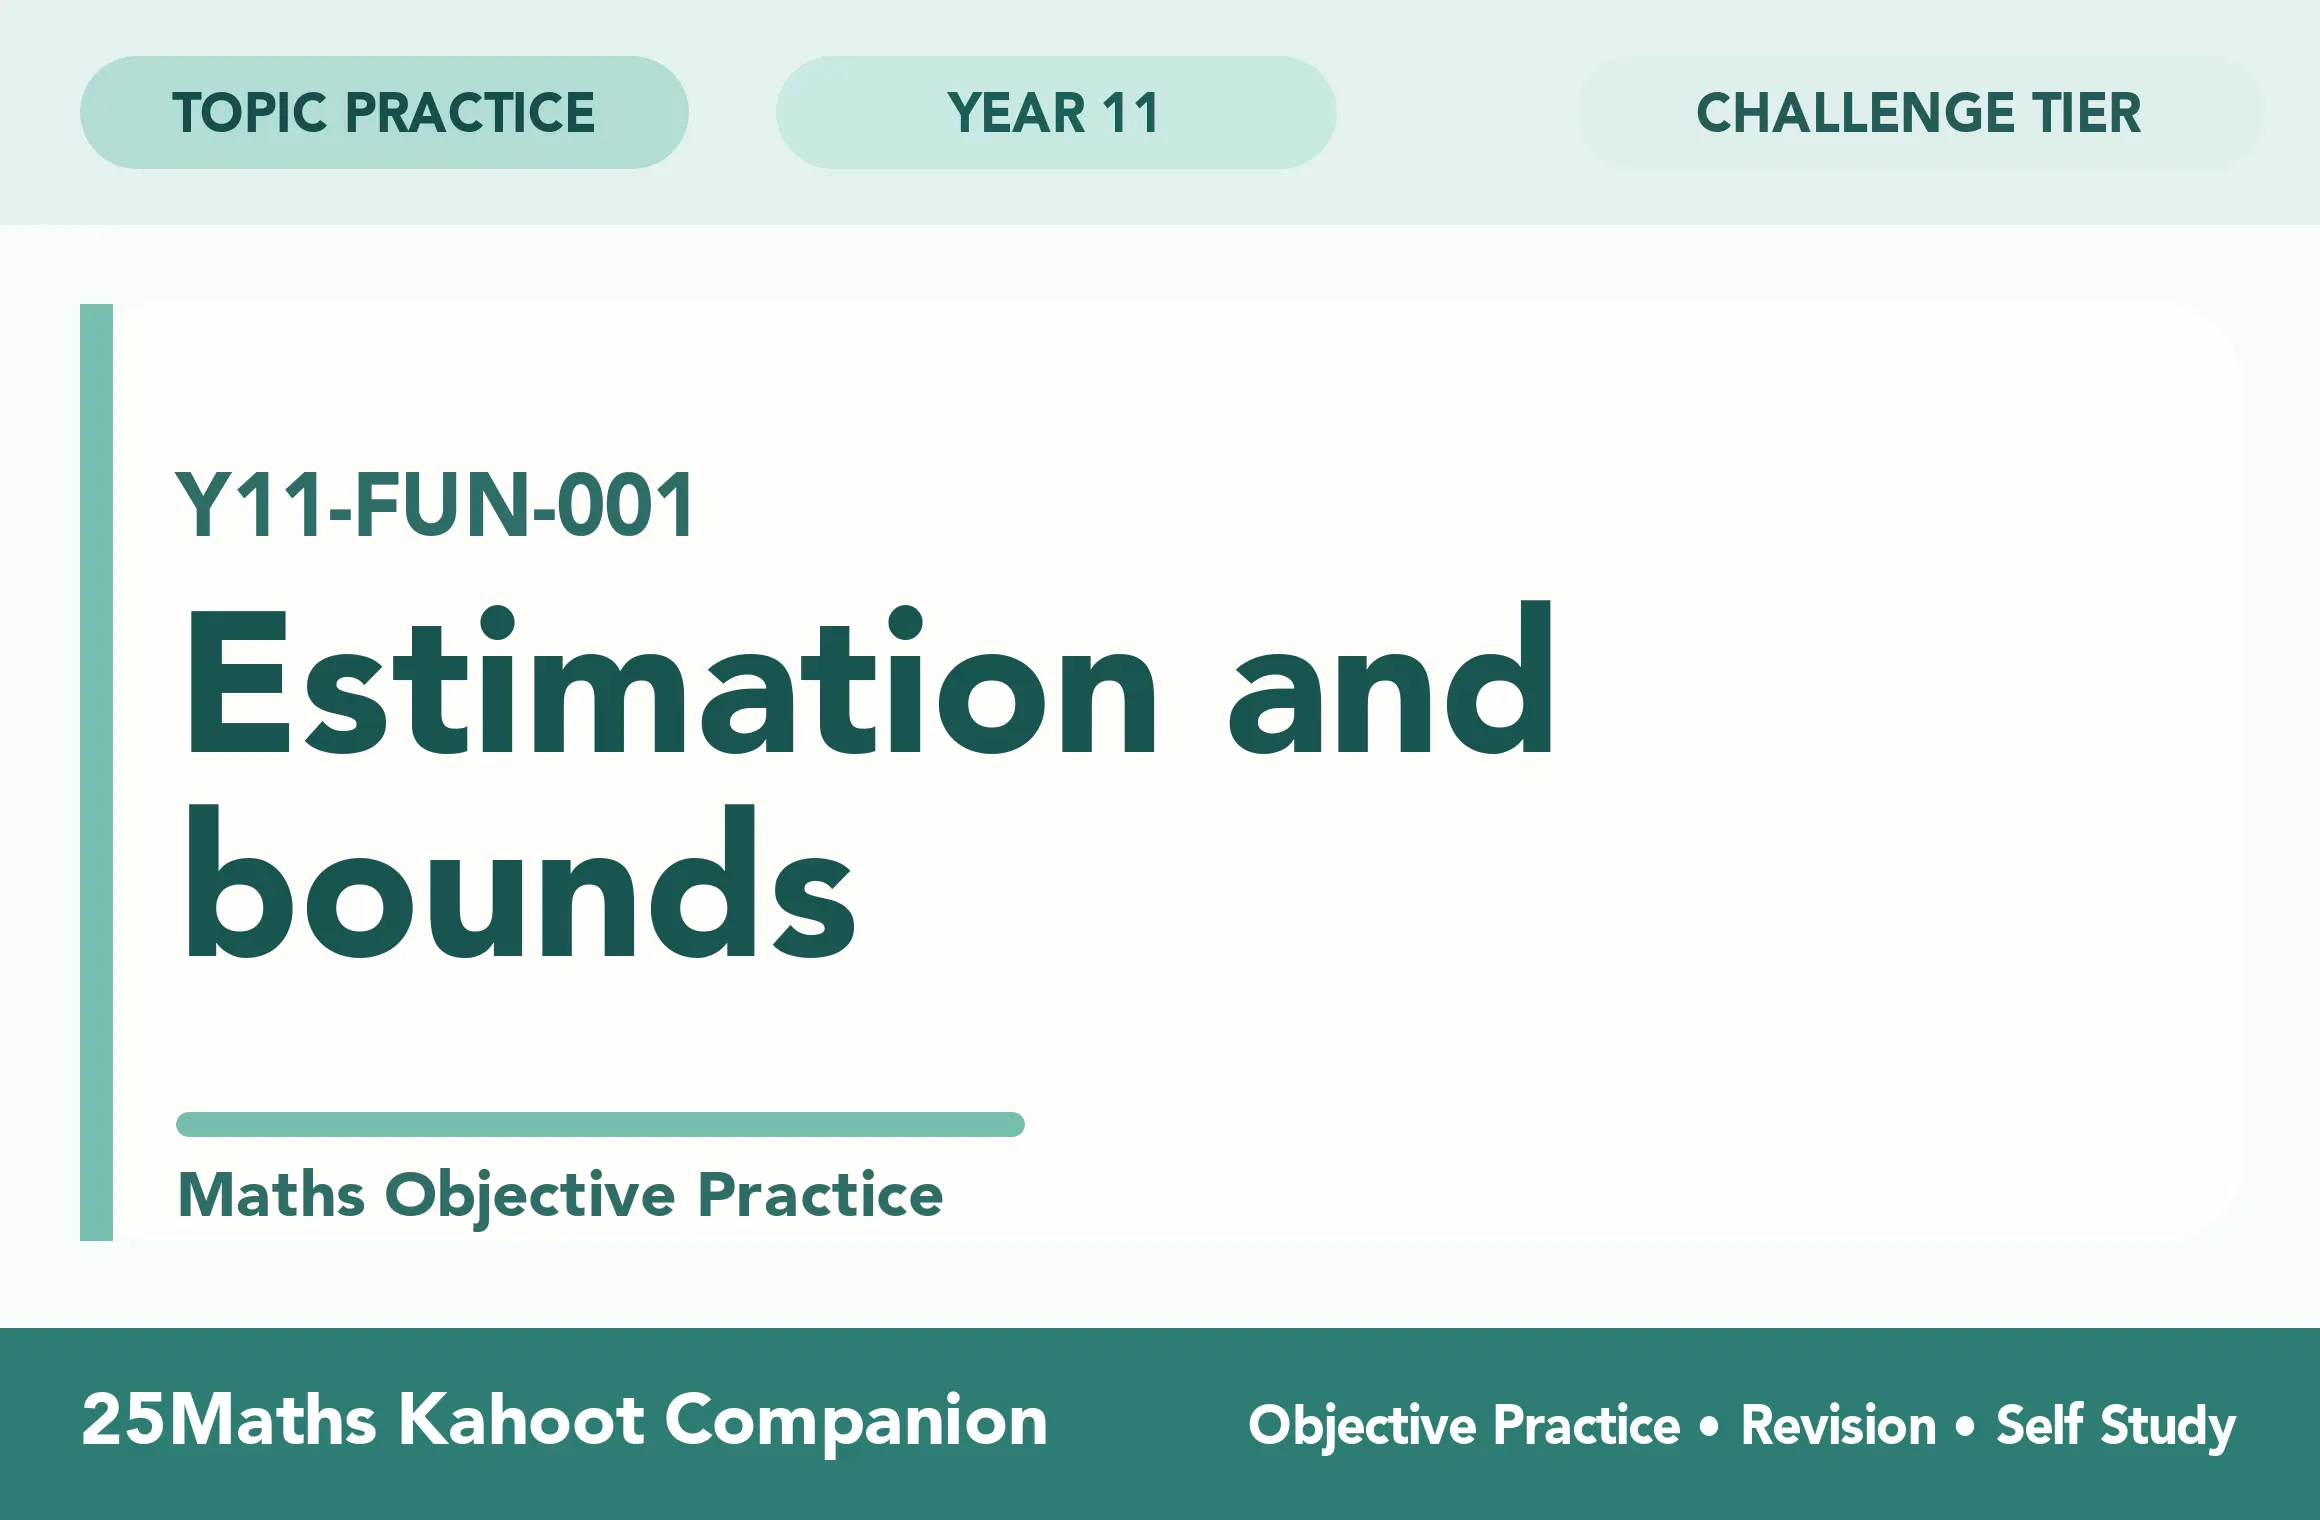 TOPIC PRACTICE
YEAR 11
CHALLENGE TIER
Y11-FUN-001
Estimation and
bounds
Maths Objective Practice
25Maths Kahoot Companion
Objective Practice • Revision • Self Study